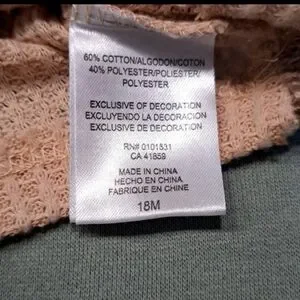 60% COTTON/ALGODON/COTON
40% POLYESTER/POLIESTER/
POLYESTER
EXCLUSIVE OF DECORATION
EXCLUYENDO LA DECORACION
EXCLUSIVE DE DECORATION
RN# 0101531
CA 41859
MADE IN CHINA
HECHO EN CHINA
FABRIQUE EN CHINE
18M